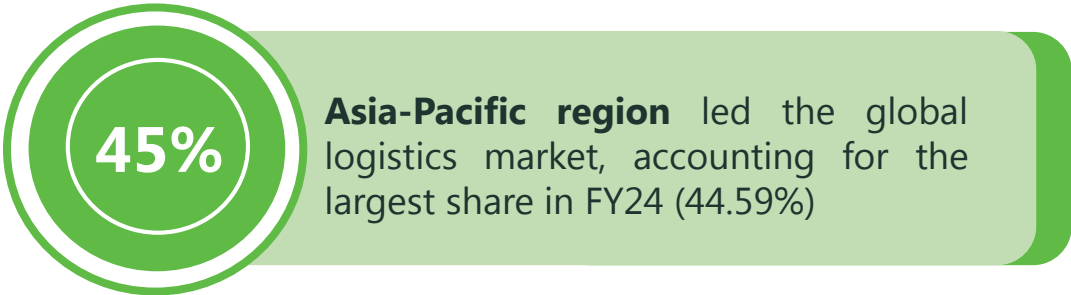 45%
Asia-Pacific region led the global
logistics market, accounting for the
largest share in FY24 (44.59%)